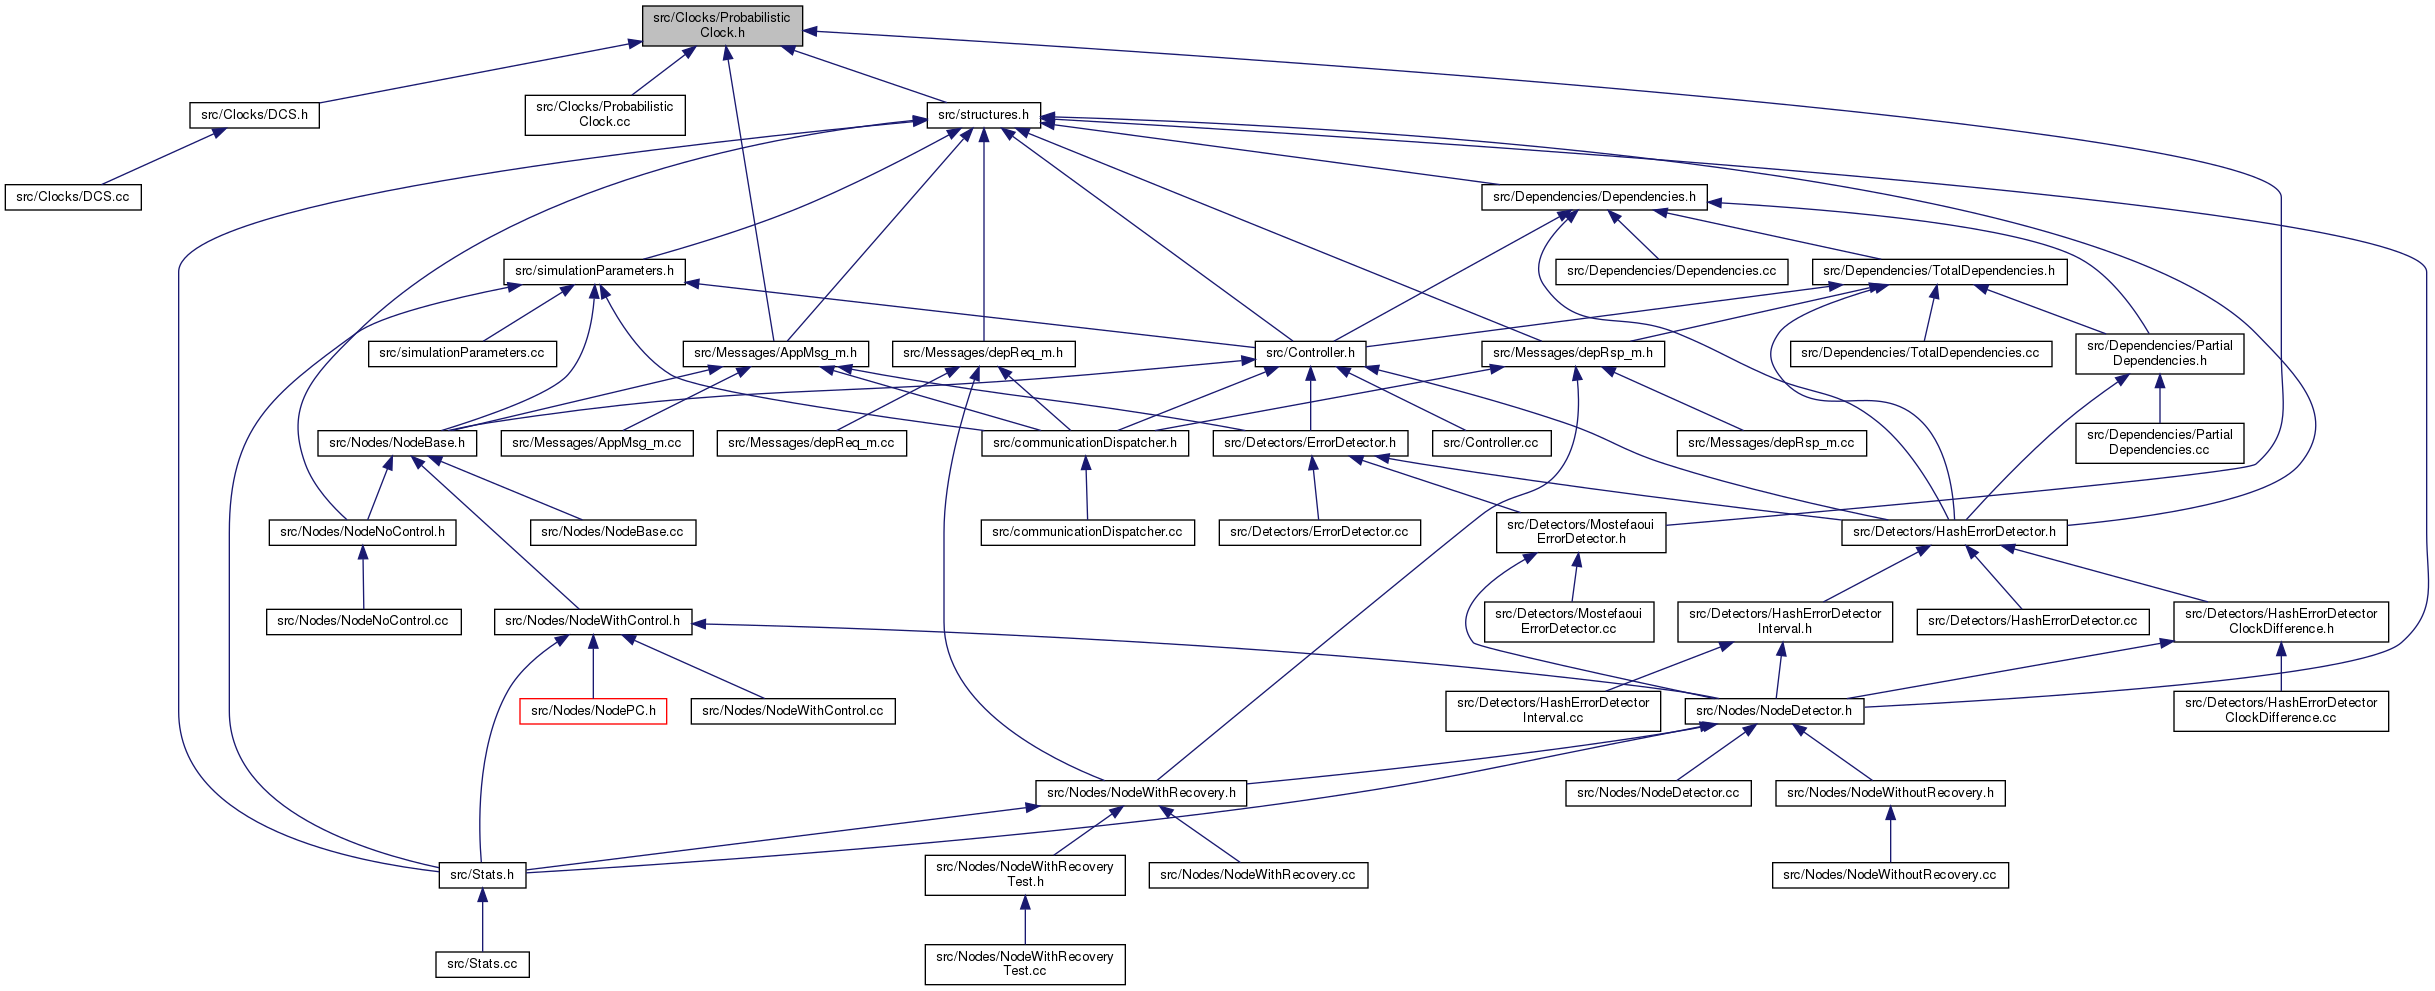 src/Clocks/Probabilistic
Clock.h
src/Clocks/DCS.h
src/Clocks/Probabilistic
Clock.cc
src/structures.h
src/Clocks/DCS.cc
src/Dependencies/Dependencies.h
src/simulationParameters.h
src/Dependencies/Dependencies.cc
src/Dependencies/TotalDependencies.h
src/simulationParameters.cc
src/Messages/AppMsg_m.h
src/Messages/depReq_m.h
src/Controller.h
src/Messages/depRsp_m.h
src/Dependencies/TotalDependencies.cc
src/Dependencies/Partial
Dependencies.h
src/Nodes/NodeBase.h
src/Messages/AppMsg_m.cc
src/Messages/depReq_m.cc
src/communicationDispatcher.h
src/Detectors/ErrorDetector.h
src/Controller.cc
src/Messages/depRsp_m.cc
src/Dependencies/Partial
Dependencies.cc
src/Nodes/NodeNoControl.h
src/Nodes/NodeBase.cc
src/communicationDispatcher.cc
src/Detectors/ErrorDetector.cc
src/Detectors/Mostefaoui
ErrorDetector.h
src/Detectors/HashErrorDetector.h
src/Nodes/NodeNoControl.cc
src/Nodes/NodeWithControl.h
src/Detectors/Mostefaoui
ErrorDetector.cc
src/Detectors/HashErrorDetector
Interval.h
src/Detectors/HashErrorDetector.cc
src/Detectors/HashErrorDetector
ClockDifference.h
src/Nodes/NodePC.h
src/Nodes/NodeWithControl.cc
src/Detectors/HashErrorDetector
Interval.cc
src/Nodes/NodeDetector.h
src/Detectors/HashErrorDetector
ClockDifference.cc
src/Nodes/NodeWithRecovery.h
src/Nodes/NodeDetector.cc
src/Nodes/NodeWithoutRecovery.h
src/Stats.h
src/Nodes/NodeWithRecovery
Test.h
src/Nodes/NodeWithRecovery.cc
src/Nodes/NodeWithoutRecovery.cc
src/Stats.cc
src/Nodes/NodeWithRecovery
Test.cc